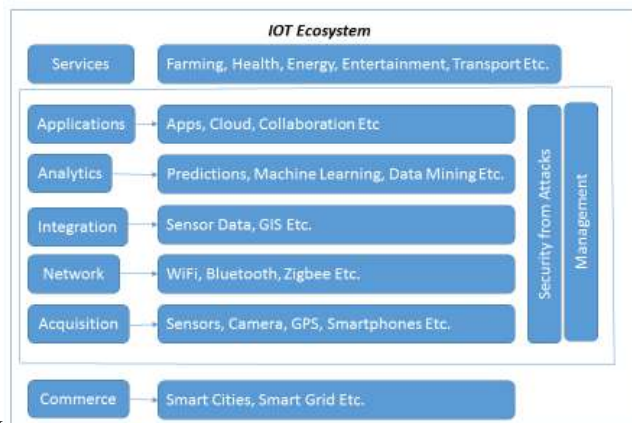 IOT Ecosystem
Services
Farming, Health, Energy, Entertainment, Transport Etc.
Applications
Apps, Cloud, Collaboration Etc
Analytics
Predictions, Machine Learning, Data Mining Etc.
Integration
Sensor Data, GIS Etc.
Network
WiFi, Bluetooth, Zigbee Etc.
Acquisition
Sensors, Camera, GPS, Smartphones Etc.
Security from Attacks
Management
Commerce
Smart Cities, Smart Grid Etc.